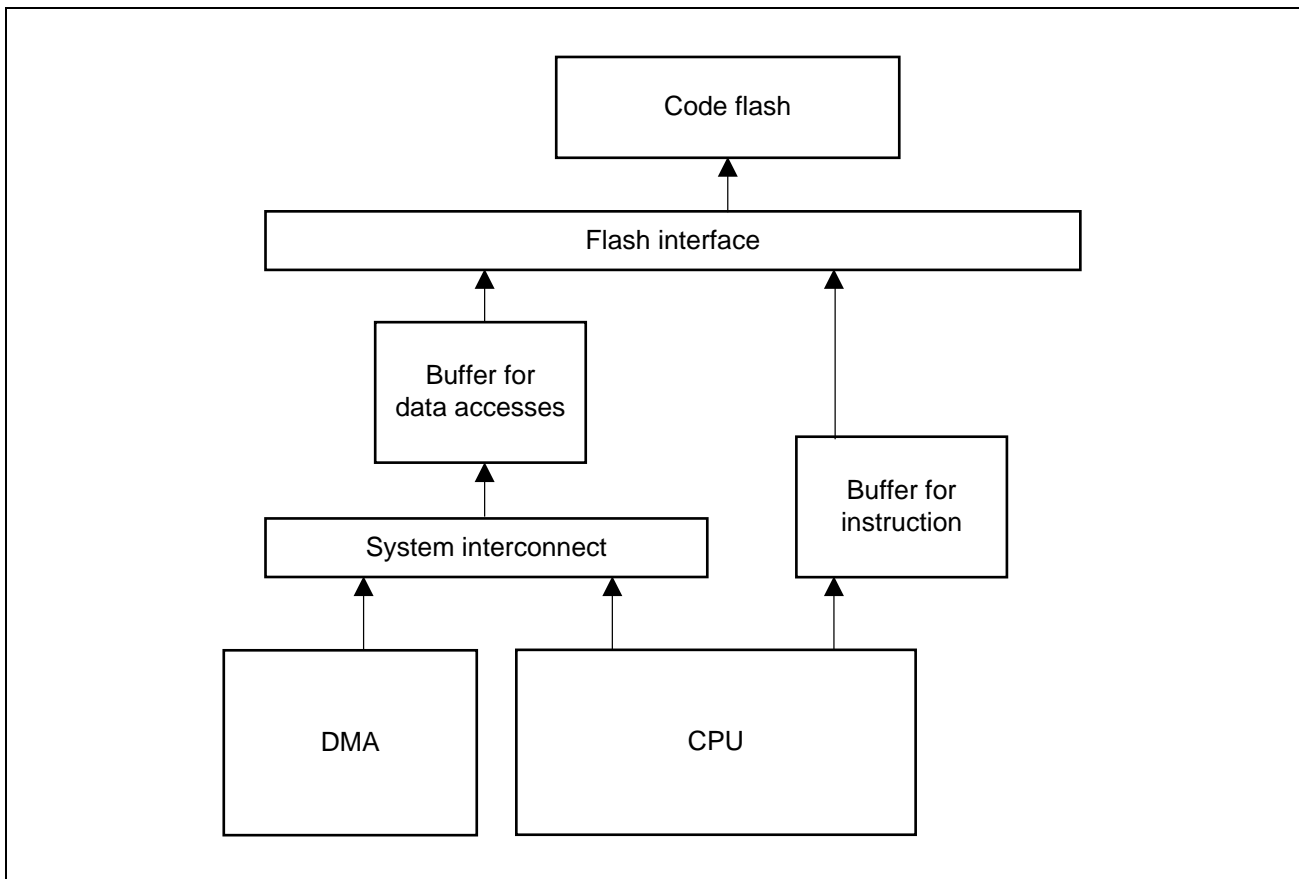 Code flash
Flash interface
Buffer for
data accesses
Buffer for
instruction
System interconnect
DMA
CPU